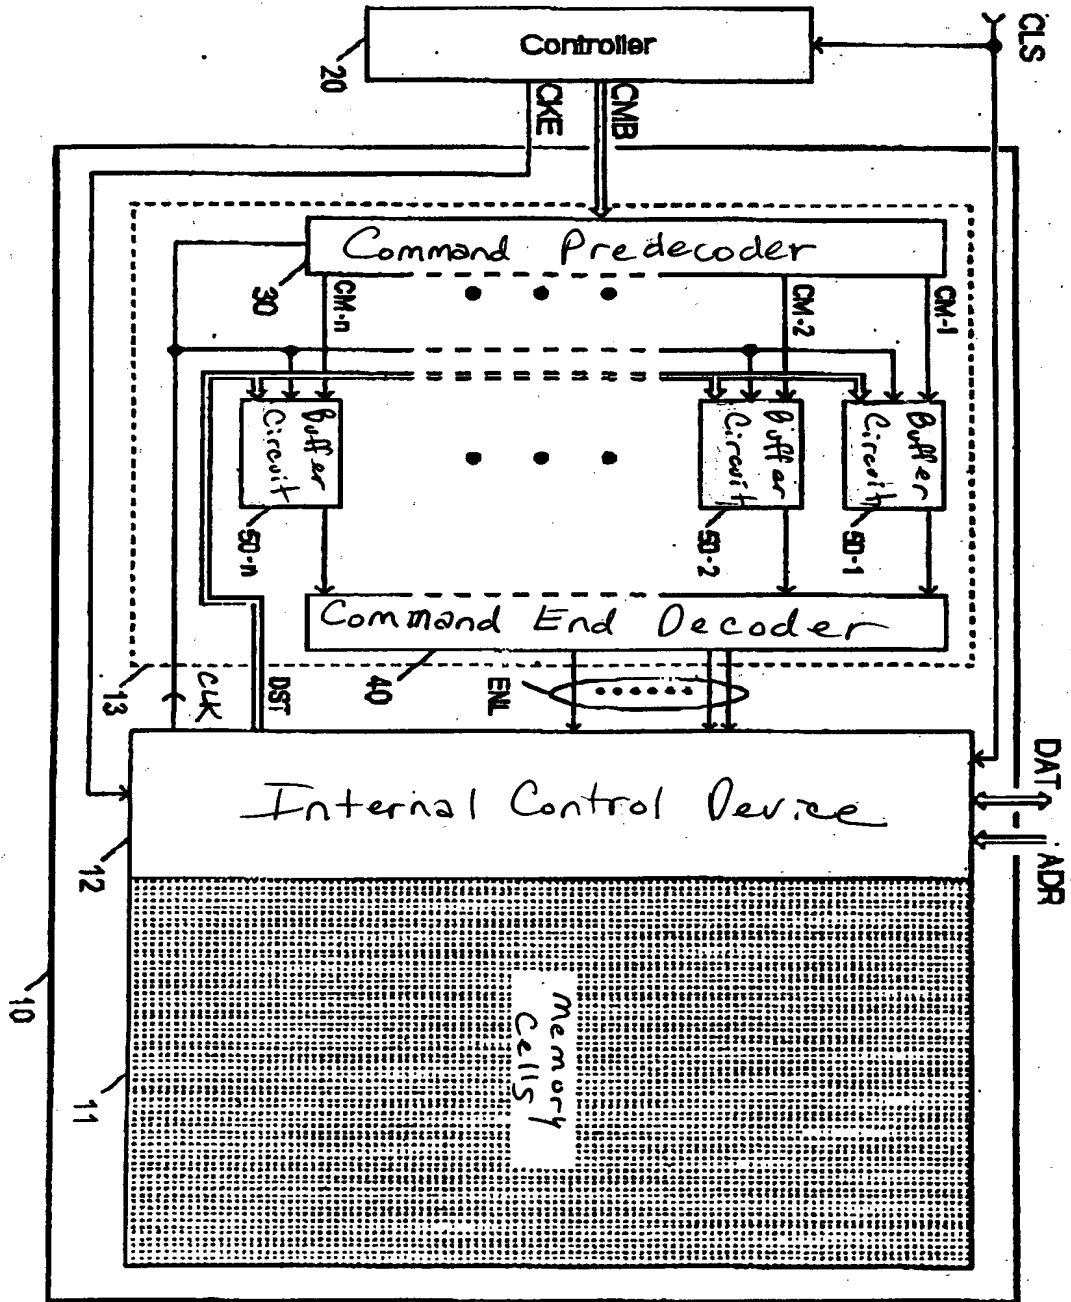 CLS
Controller
20
CKE
CMB
Command Predecoder
30
CM-n
CM-2
CM-1
Buffer
Circuit
Buffer
Circuit
Buffer
Circuit
50-n
50-2
50-1
Command End Decoder
13
CLK
DST
40
ENL
DAT
ADR
Internal Control Device
12
Memory
Cells
10
11